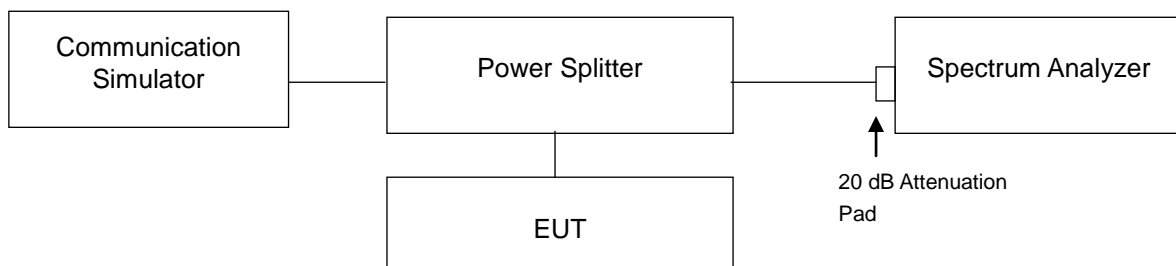 Communication
Simulator
Power Splitter
Spectrum Analyzer
20 dB Attenuation
Pad
EUT